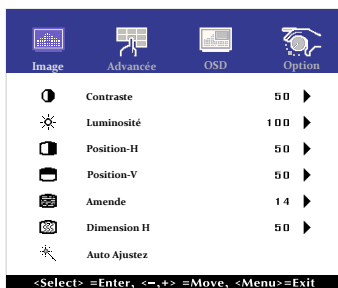 Image Avancée OSD Option
Contraste 50
Luminosité 100
Position-H 50
Position-V 50
Amende 14
Dimension H 50
Auto Ajustez
<Select> =Enter, <-,+> =Move, <Menu>=Exit